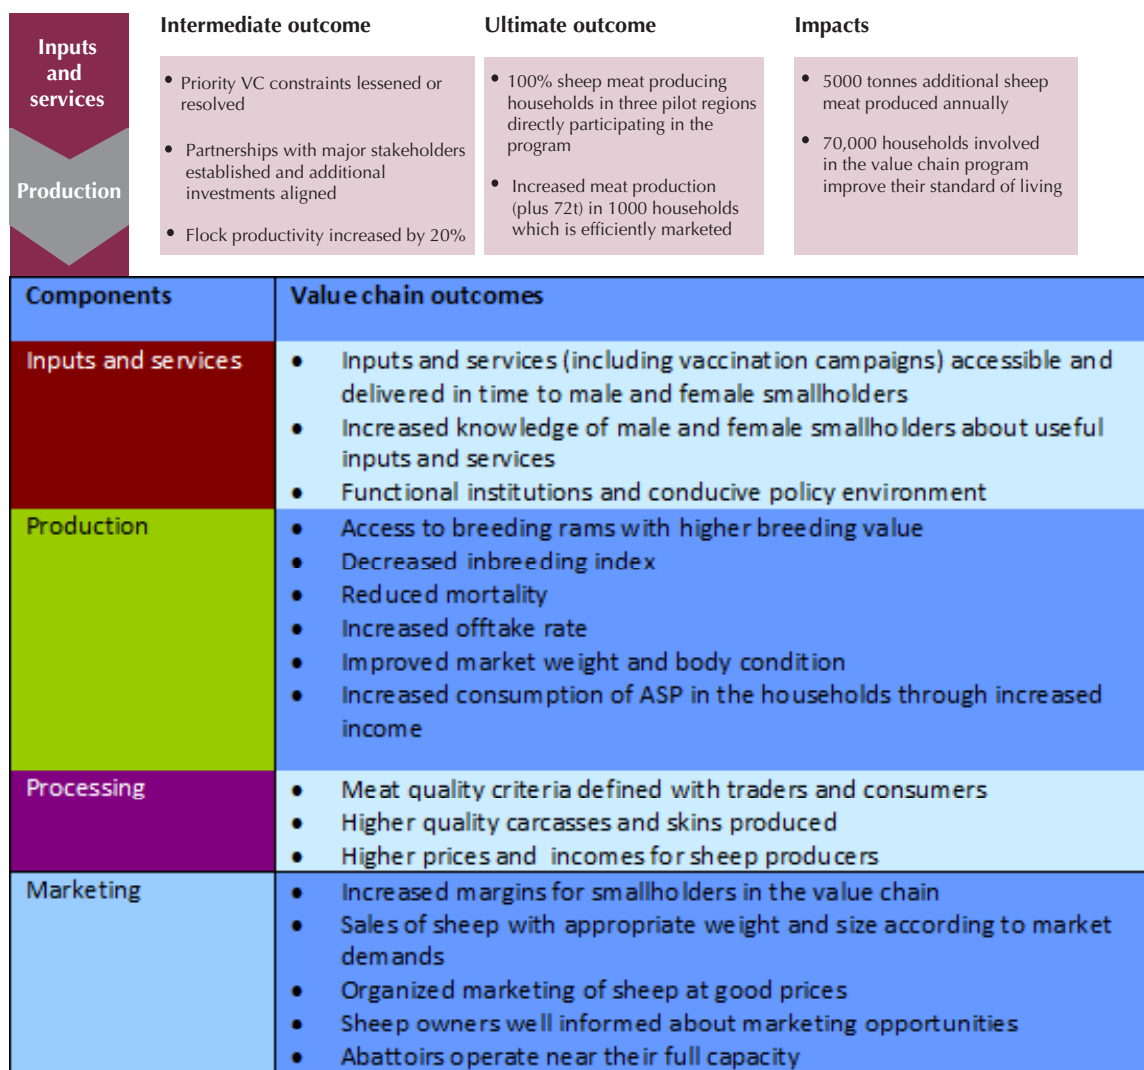 Inputs
and
services
Production
Intermediate outcome
• Priority VC constraints lessened or
resolved
• Partnerships with major stakeholders
established and additional
investments aligned
• Flock productivity increased by 20%
Ultimate outcome
• 100% sheep meat producing
households in three pilot regions
directly participating in the
program
• Increased meat production
(plus 72t) in 1000 households
which is efficiently marketed
Impacts
• 5000 tonnes additional sheep
meat produced annually
• 70,000 households involved
in the value chain program
improve their standard of living
Components
Value chain outcomes
Inputs and services
• Inputs and services (including vaccination campaigns) accessible and
delivered in time to male and female smallholders
• Increased knowledge of male and female smallholders about useful
inputs and services
• Functional institutions and conducive policy environment
Production
• Access to breeding rams with higher breeding value
• Decreased inbreeding index
• Reduced mortality
• Increased offtake rate
• Improved market weight and body condition
• Increased consumption of ASP in the households through increased
income
Processing
• Meat quality criteria defined with traders and consumers
• Higher quality carcasses and skins produced
• Higher prices and incomes for sheep producers
Marketing
• Increased margins for smallholders in the value chain
• Sales of sheep with appropriate weight and size according to market
demands
• Organized marketing of sheep at good prices
• Sheep owners well informed about marketing opportunities
• Abattoirs operate near their full capacity